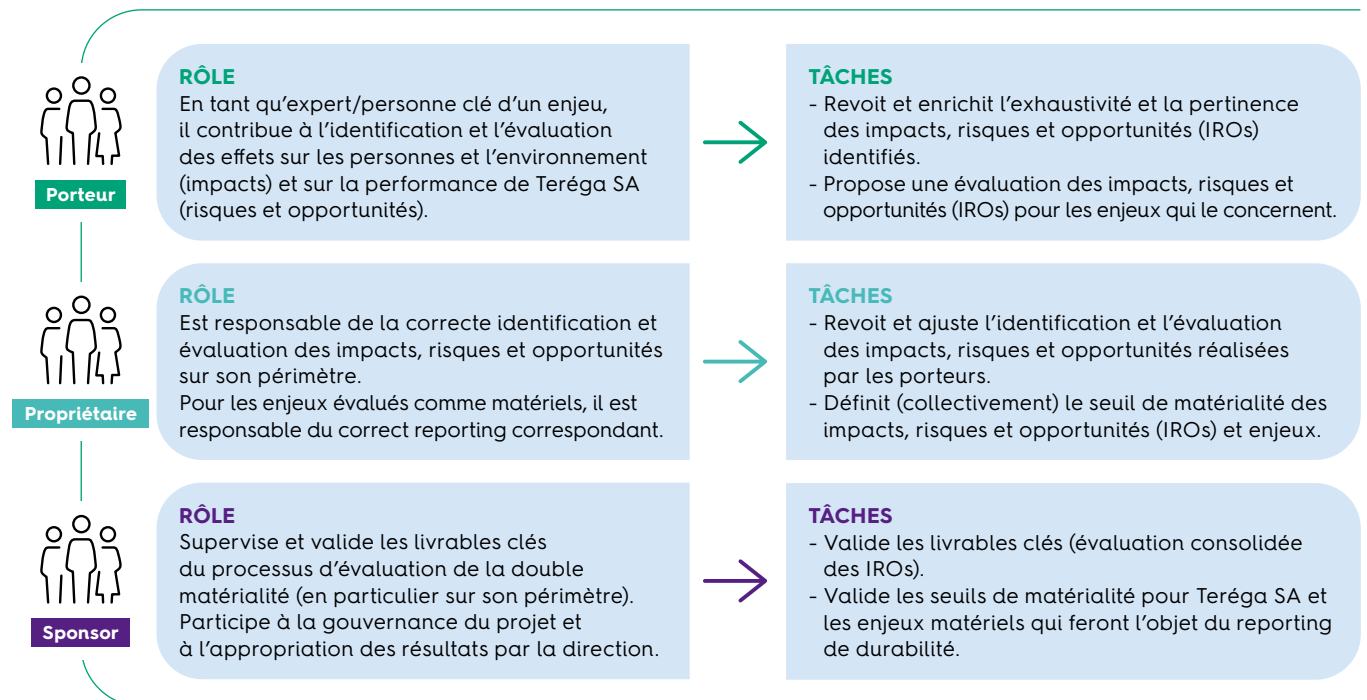 Porteur
RÔLE
En tant qu'expert/personne clé d'un enjeu,
il contribue à l'identification et l'évaluation
des effets sur les personnes et l'environnement
(impacts) et sur la performance de Teréga SA
(risques et opportunités).
TÂCHES
- Revoit et enrichit l'exhaustivité et la pertinence
des impacts, risques et opportunités (IROs)
identifiés.
- Propose une évaluation des impacts, risques et
opportunités (IROs) pour les enjeux qui le concernent.
Propriétaire
RÔLE
Est responsable de la correcte identification et
évaluation des impacts, risques et opportunités
sur son périmètre.
Pour les enjeux évalués comme matériels, il est
responsable du correct reporting correspondant.
TÂCHES
- Revoit et ajuste l'identification et l'évaluation
des impacts, risques et opportunités réalisées
par les porteurs.
- Définit (collectivement) le seuil de matérialité des
impacts, risques et opportunités (IROs) et enjeux.
Sponsor
RÔLE
Supervise et valide les livrables clés
du processus d'évaluation de la double
matérialité (en particulier sur son périmètre).
Participe à la gouvernance du projet et
à l'appropriation des résultats par la direction.
TÂCHES
- Valide les livrables clés (évaluation consolidée
des IROs).
- Valide les seuils de matérialité pour Teréga SA et
les enjeux matériels qui feront l'objet du reporting
de durabilité.